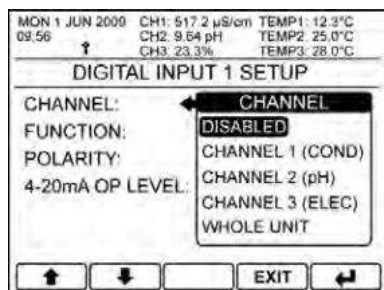 MON 1 JUN 2009 CH1: 517.2 µS/cm TEMP1: 12.3°C
09:56 CH2: 9.64 pH TEMP2: 25.0°C
CH3: 23.3% TEMP3: 28.0°C
DIGITAL INPUT 1 SETUP
CHANNEL: CHANNEL
FUNCTION: DISABLED
POLARITY: CHANNEL 1 (COND)
4-20mA OP LEVEL: CHANNEL 2 (pH)
CHANNEL 3 (ELEC)
WHOLE UNIT
EXIT